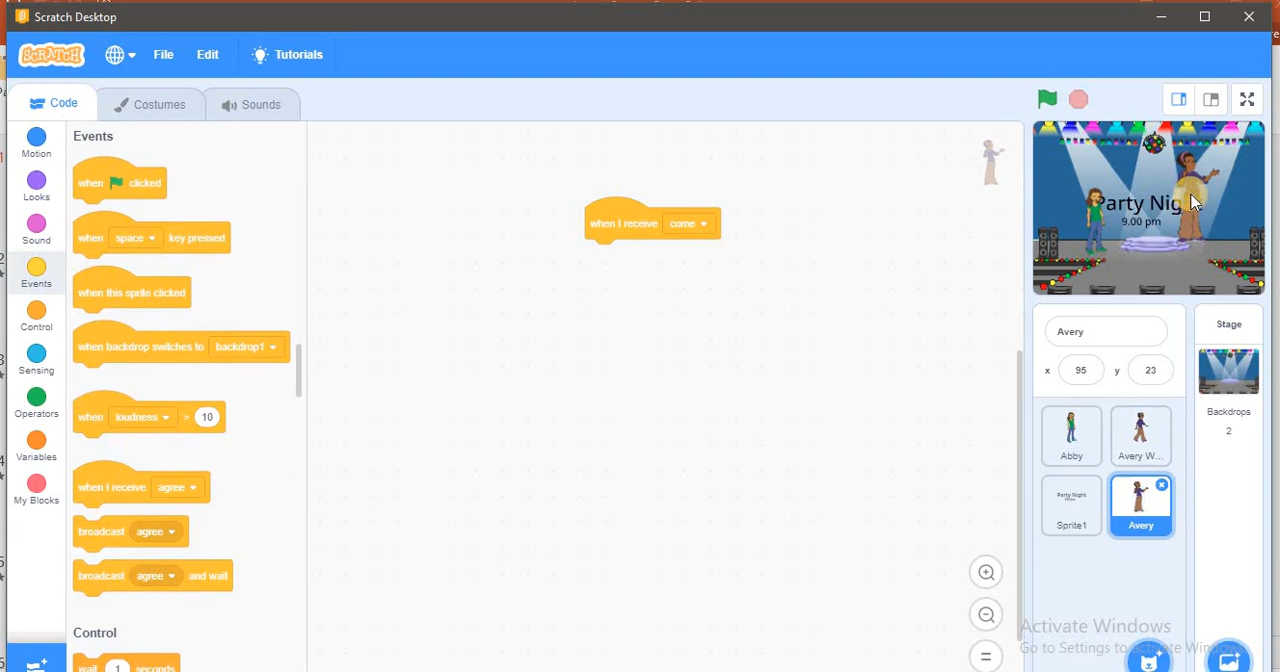 Scratch Desktop
SCRATCH
File
Edit
Tutorials
Code
Costumes
Sounds
Motion
Looks
Sound
Events
Control
Sensing
Operators
Variables
My Blocks
Events
when clicked
when space key pressed
when this sprite clicked
when backdrop switches to backdrop1
when loudness > 10
when I receive agree
broadcast agree
broadcast agree and wait
Control
wait 1 seconds
when I receive come
Party Nig
9.00 pm
Avery
x 95 y 23
Abby
Avery W...
Party Night
Sprite1
Avery
Stage
Backdrops
2
Activate Windows
Go to Settings to activate Windows